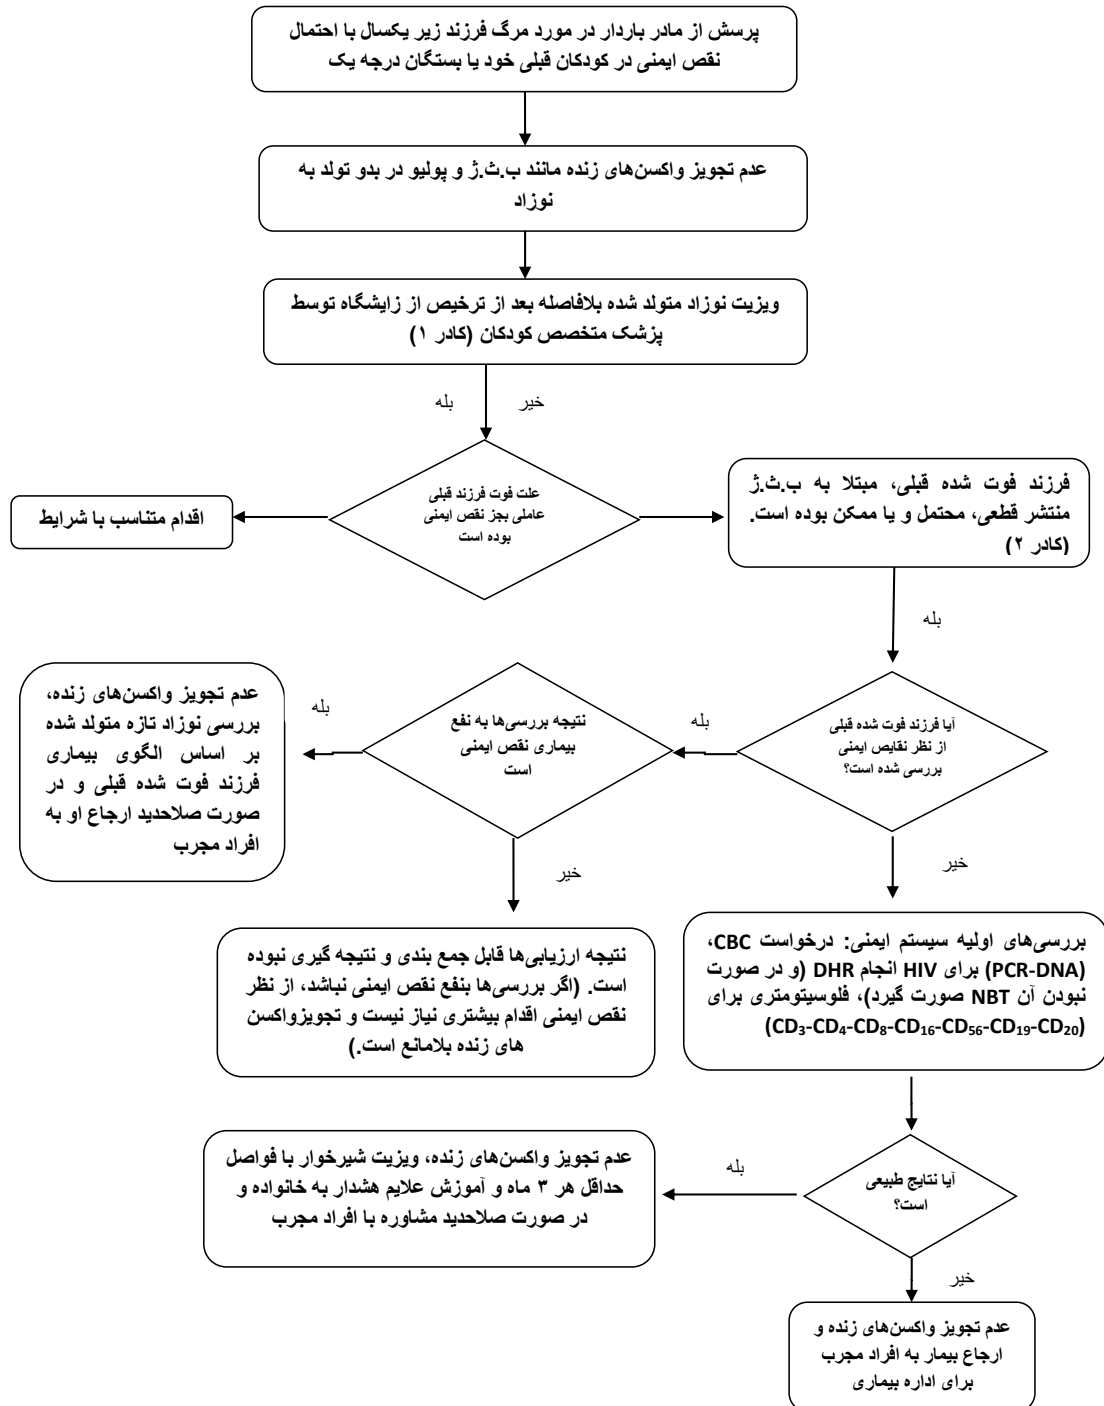 پرسش از مادر باردار در مورد مرگ فرزند زیر یکسال با احتمال
نقص ایمنی در کودکان قبلی خود یا بستگان درجه یک
عدم تجویز واکسن‌های زنده مانند ب.ث.ژ و پولیو در بدو تولد به
نوزاد
ویزیت نوزاد متولد شده بلافاصله بعد از ترخیص از زایشگاه توسط
پزشک متخصص کودکان (کادر ۱)
خیر
بله
علت فوت فرزند قبلی
عاملی بجز نقص ایمنی
بوده است
اقدام متناسب با شرایط
فرزند فوت شده قبلی، مبتلا به ب.ث.ژ
منتشر قطعی، محتمل و یا ممکن بوده است.
(کادر ۲)
بله
آیا فرزند فوت شده قبلی
از نظر نقایص ایمنی
بررسی شده است؟
بله
نتیجه بررسی‌ها به نفع
بیماری نقص ایمنی
است
بله
عدم تجویز واکسن‌های زنده،
بررسی نوزاد تازه متولد شده
بر اساس الگوی بیماری
فرزند فوت شده قبلی و در
صورت صلاحدید ارجاع او به
افراد مجرب
خیر
خیر
بررسی‌های اولیه سیستم ایمنی: درخواست CBC،
(PCR-DNA) برای HIV انجام DHR (و در صورت
نبودن آن NBT صورت گیرد)، فلوسیتومتری برای
(CD3-CD4-CD8-CD16-CD56-CD19-CD20)
نتیجه ارزیابی‌ها قابل جمع بندی و نتیجه گیری نبوده
است. (اگر بررسی‌ها بنفع نقص ایمنی نباشد، از نظر
نقص ایمنی اقدام بیشتری نیاز نیست و تجویزواکسن
های زنده بلامانع است.)
آیا نتایج طبیعی
است؟
بله
عدم تجویز واکسن‌های زنده، ویزیت شیرخوار با فواصل
حداقل هر ۳ ماه و آموزش علایم هشدار به خانواده و
در صورت صلاحدید مشاوره با افراد مجرب
خیر
عدم تجویز واکسن‌های زنده و
ارجاع بیمار به افراد مجرب
برای اداره بیماری